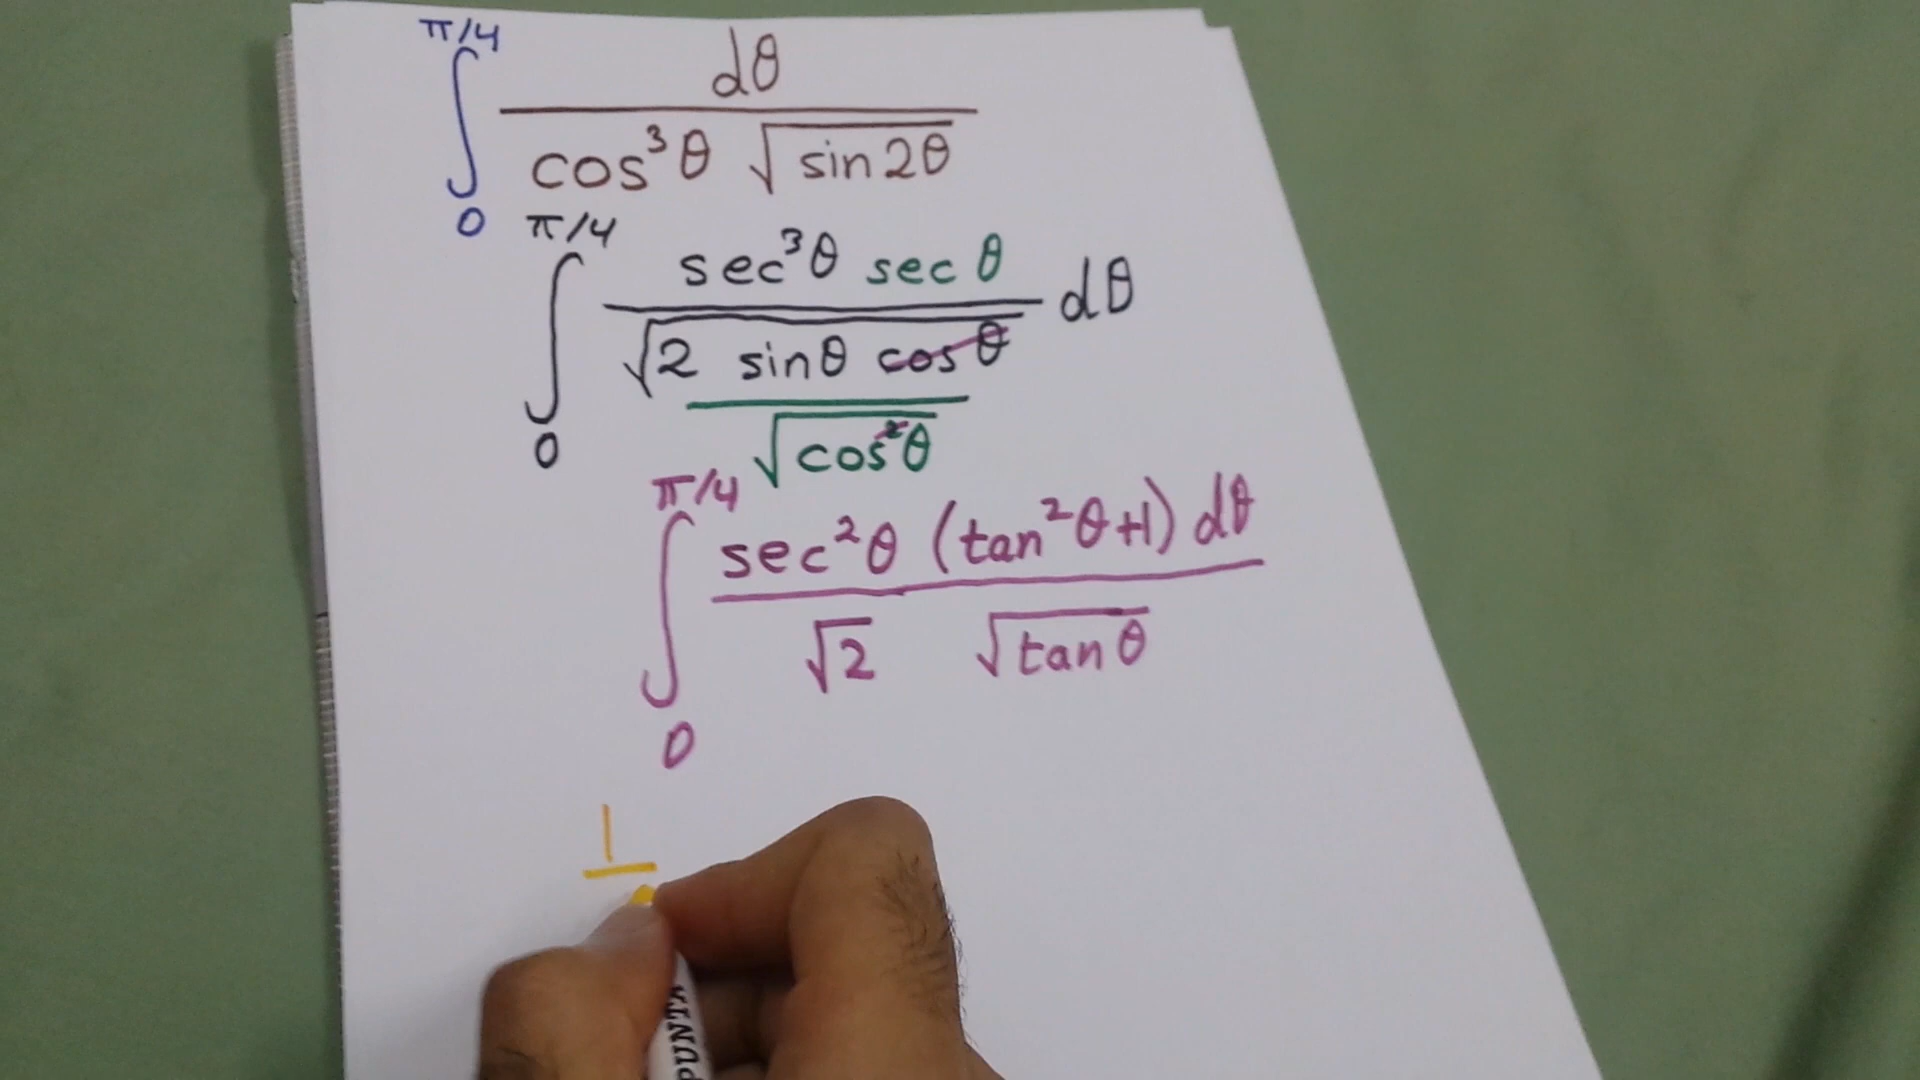 π/4
∫ dθ / cos³θ √sin2θ
0
π/4
∫ sec³θ secθ / √2 sinθ cosθ / √cos²θ dθ
0
π/4
∫ sec²θ (tan²θ+1) dθ / √2 √tanθ
0
1
PUNTA